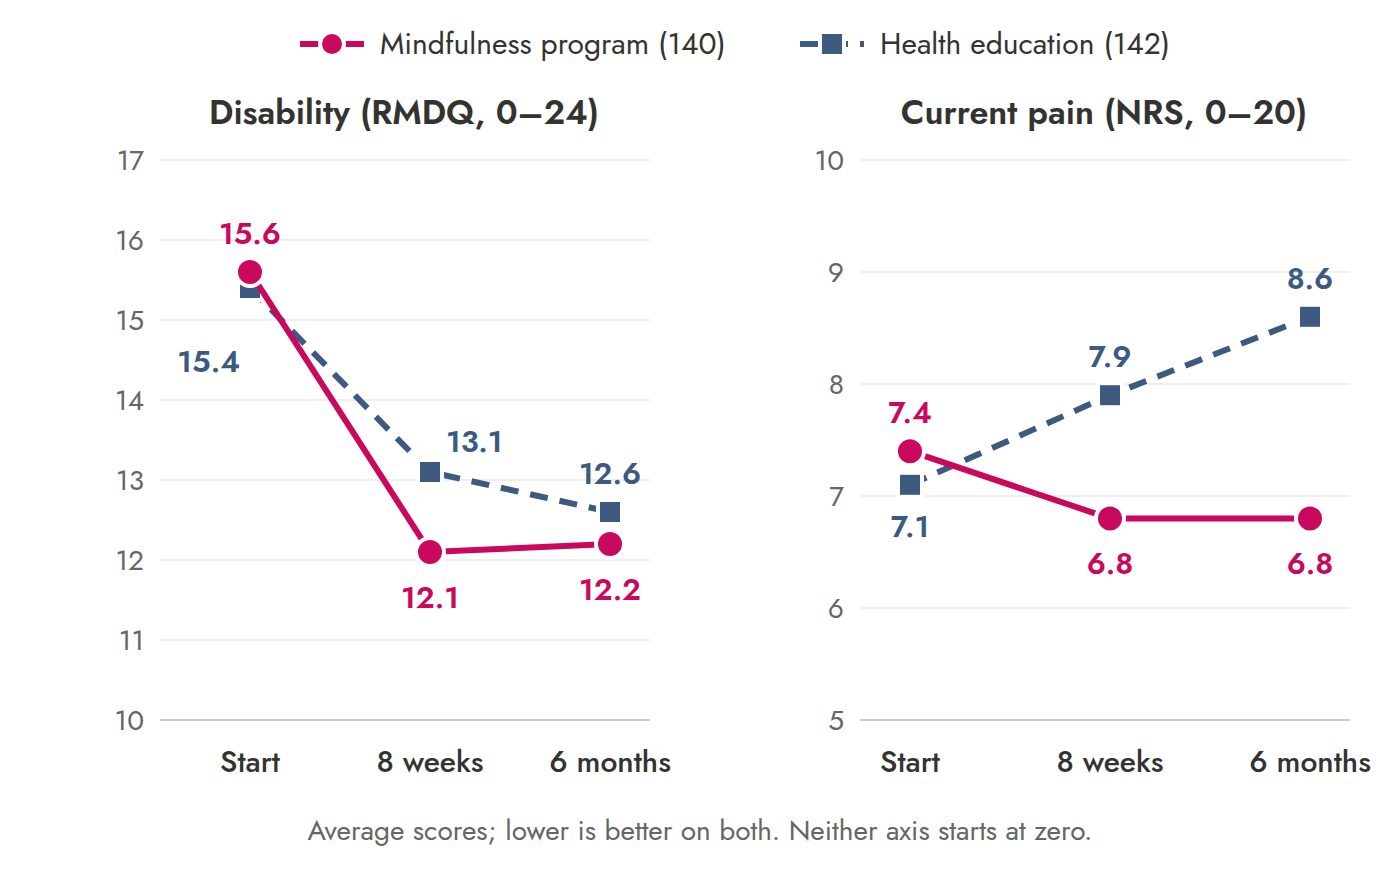 Mindfulness program (140)
Health education (142)
Disability (RMDQ, 0–24)
17
16
15
14
13
12
11
10
15.6
15.4
13.1
12.6
12.1
12.2
Start
8 weeks
6 months
Current pain (NRS, 0–20)
10
9
8
7
6
5
8.6
7.9
7.4
7.1
6.8
6.8
Start
8 weeks
6 months
Average scores; lower is better on both. Neither axis starts at zero.